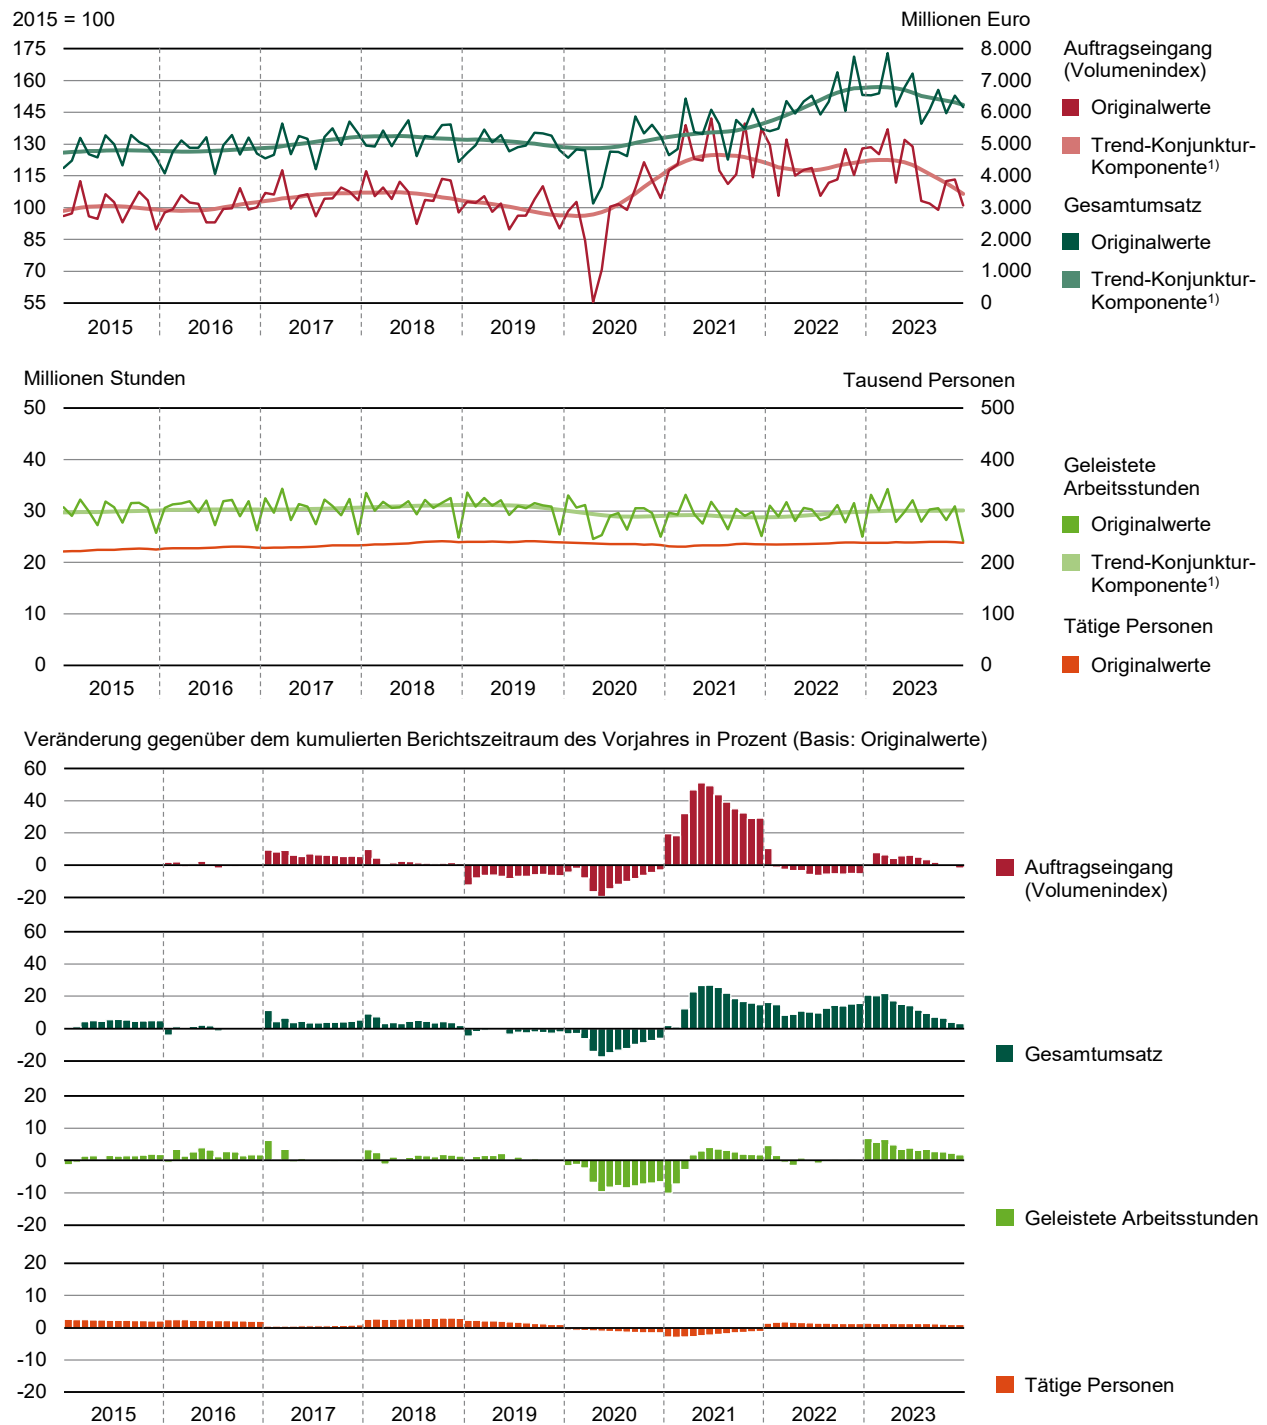 2015 = 100
Millionen Euro
175
160
145
130
115
100
85
70
55
8.000
7.000
6.000
5.000
4.000
3.000
2.000
1.000
0
2015 2016 2017 2018 2019 2020 2021 2022 2023
Auftragseingang
(Volumenindex)
Originalwerte
Trend-Konjunktur-
Komponente1)
Gesamtumsatz
Originalwerte
Trend-Konjunktur-
Komponente1)
Millionen Stunden
Tausend Personen
50
40
30
20
10
0
500
400
300
200
100
0
2015 2016 2017 2018 2019 2020 2021 2022 2023
Geleistete
Arbeitsstunden
Originalwerte
Trend-Konjunktur-
Komponente1)
Tätige Personen
Originalwerte
Veränderung gegenüber dem kumulierten Berichtszeitraum des Vorjahres in Prozent (Basis: Originalwerte)
60
40
20
0
-20
Auftragseingang
(Volumenindex)
60
40
20
0
-20
Gesamtumsatz
20
10
0
-10
-20
Geleistete Arbeitsstunden
20
10
0
-10
-20
Tätige Personen
2015 2016 2017 2018 2019 2020 2021 2022 2023